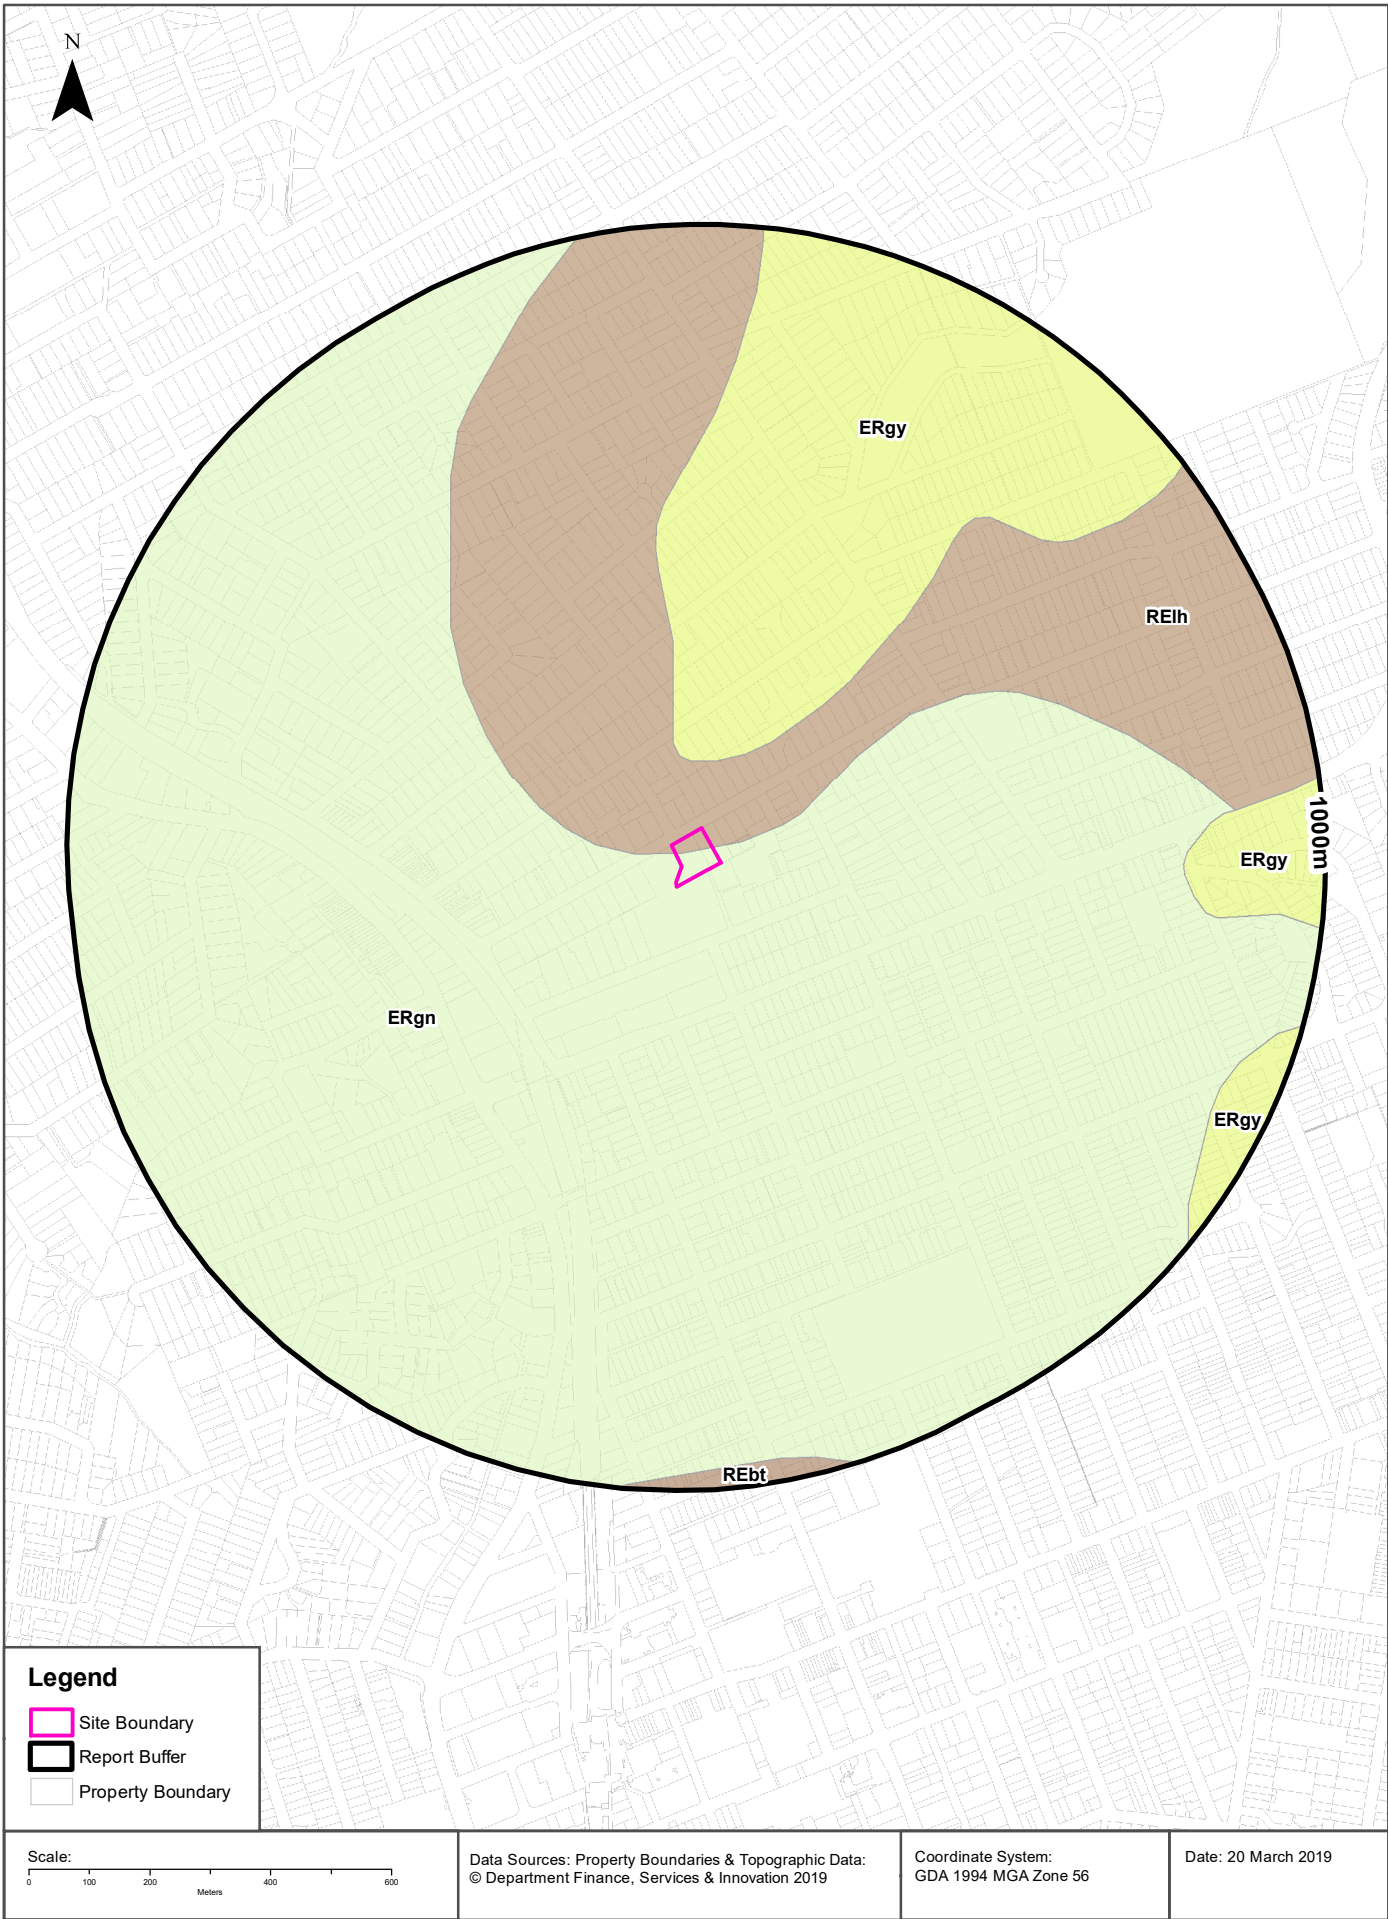 N
ERgy
RElh
1000m
ERgy
ERgn
ERgy
REbt
Legend
Site Boundary
Report Buffer
Property Boundary
Scale:
0 100 200 400 600
Meters
Data Sources: Property Boundaries & Topographic Data:
© Department Finance, Services & Innovation 2019
Coordinate System:
GDA 1994 MGA Zone 56
Date: 20 March 2019